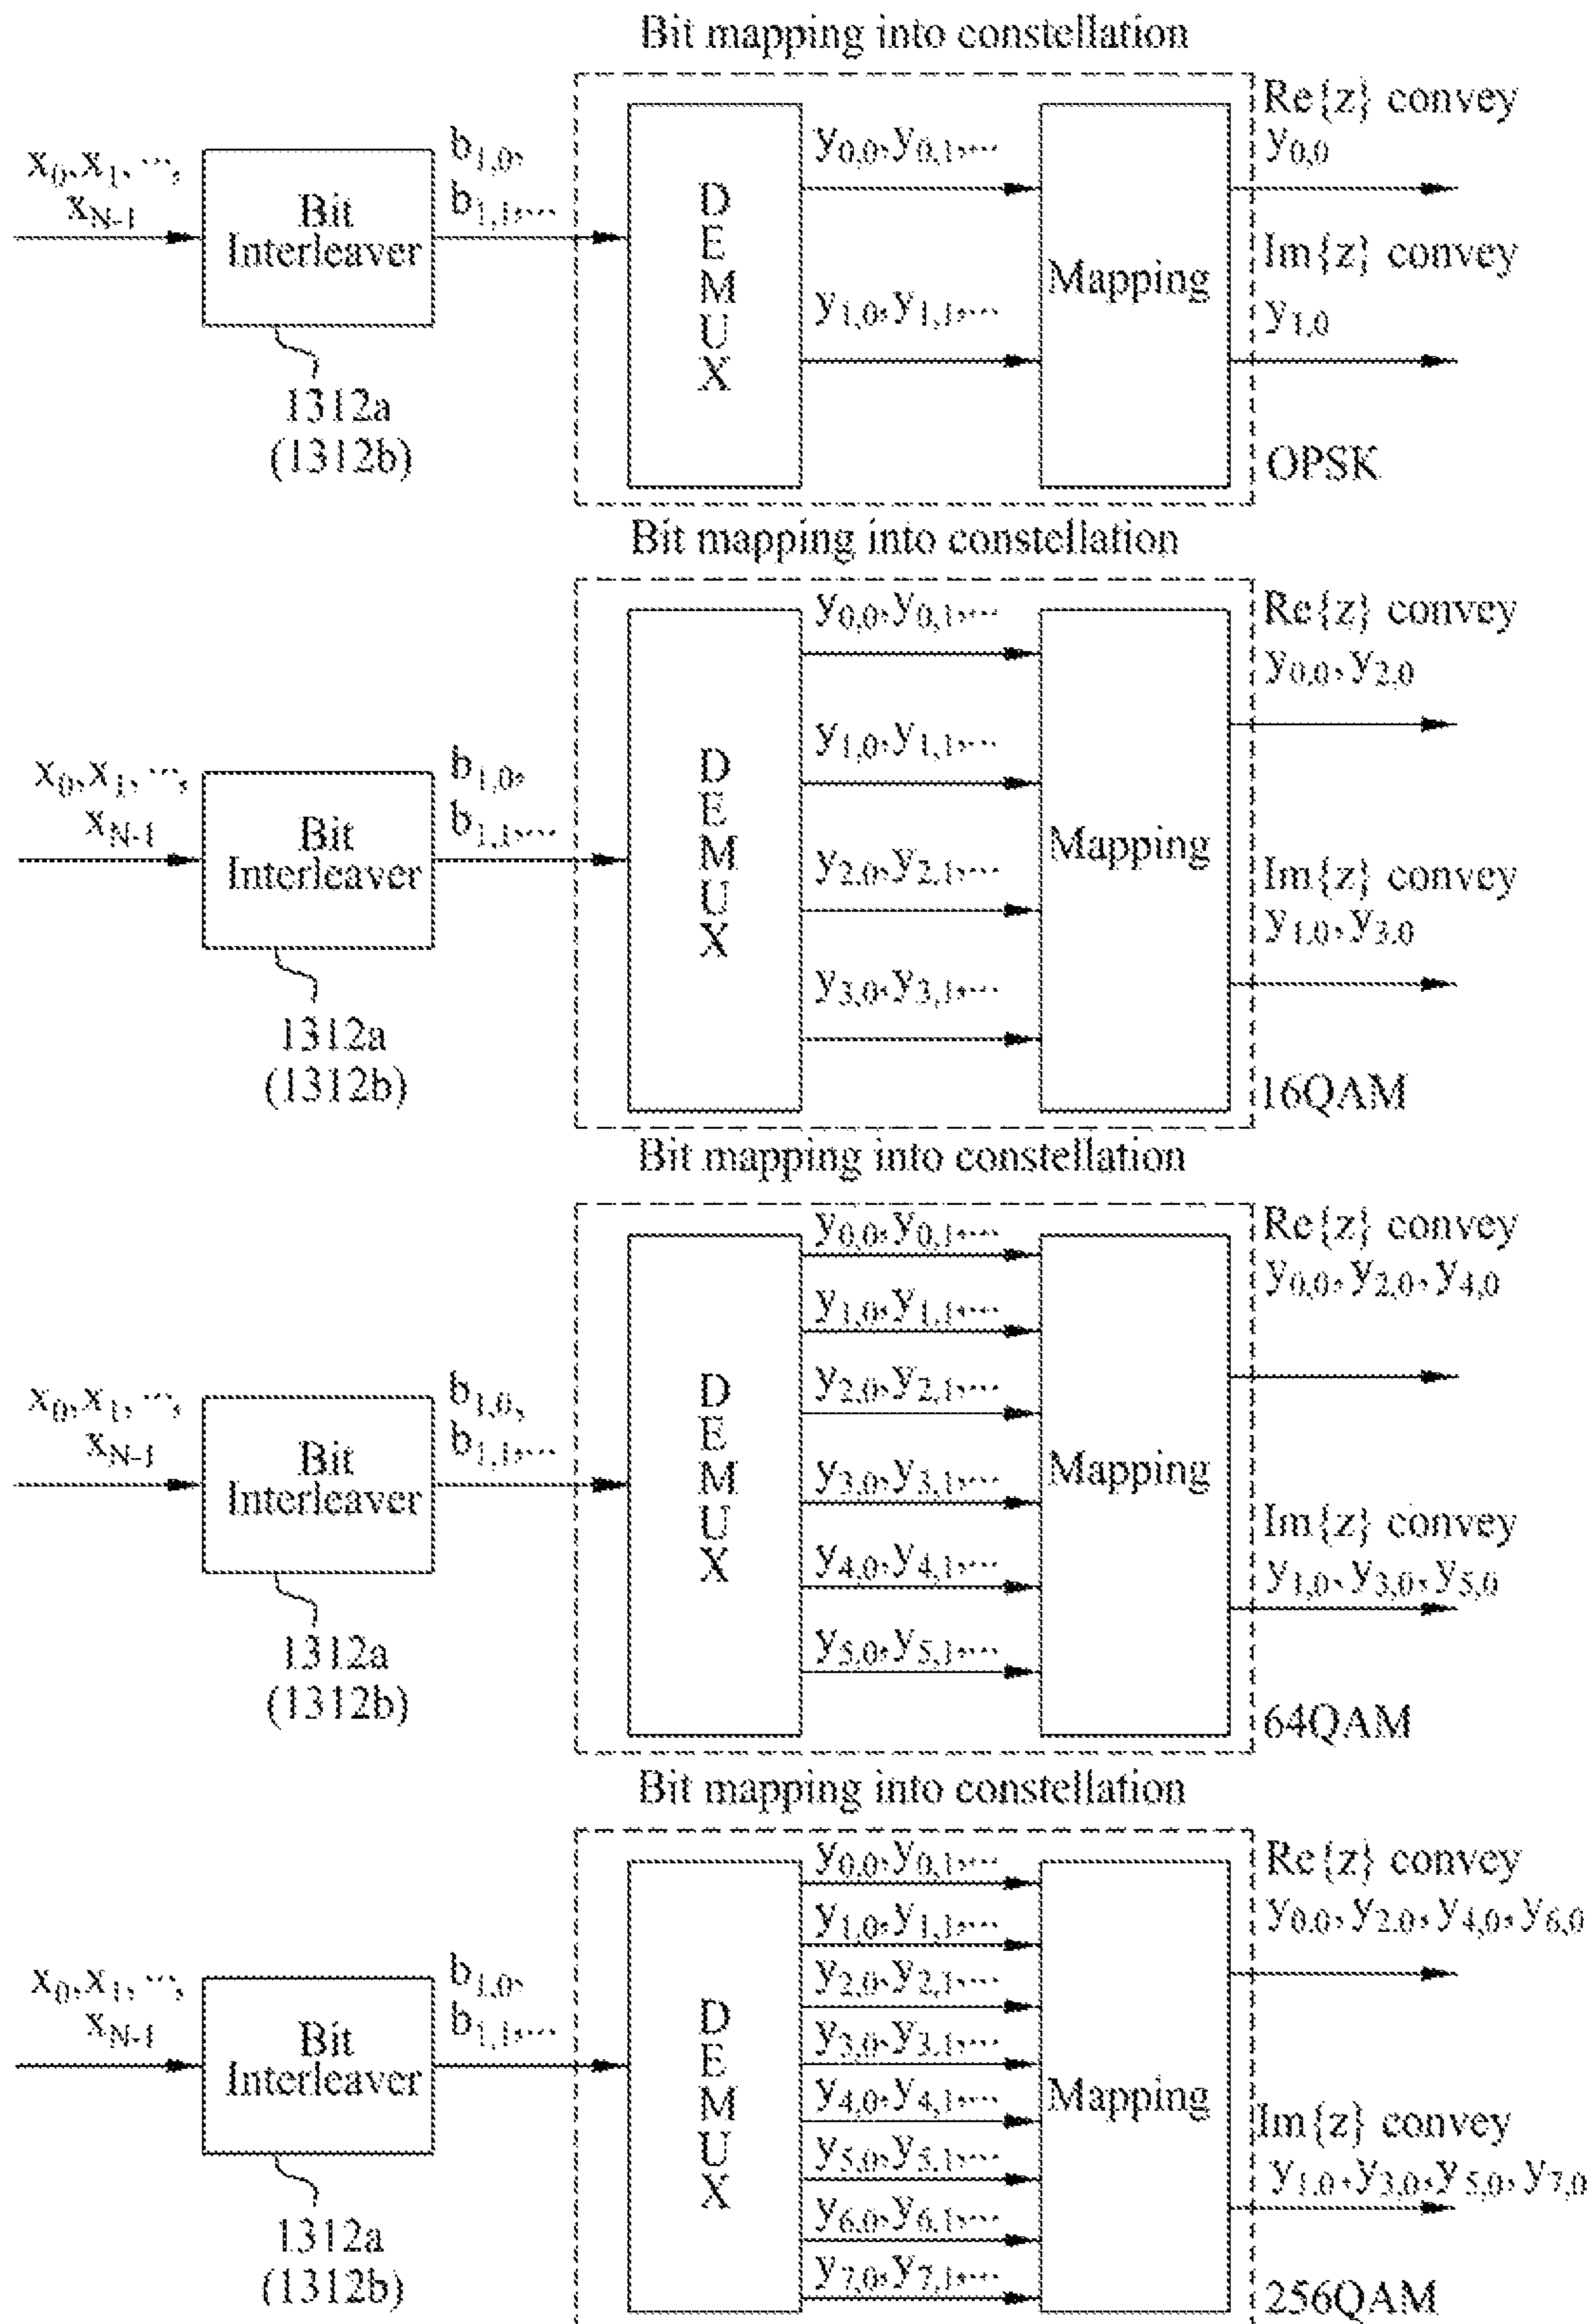 Bit mapping into constellation
x0,x1, ...,
xN-1
Bit
Interleaver
1312a
(1312b)
b1,0,
b1,1,...
DEMUX
y0,0,y0,1,...
y1,0,y1,1,...
Mapping
Re{z} convey
y0,0
Im{z} convey
y1,0
OPSK
Bit mapping into constellation
x0,x1, ...,
xN-1
Bit
Interleaver
1312a
(1312b)
b1,0,
b1,1,...
DEMUX
y0,0,y0,1,...
y1,0,y1,1,...
y2,0,y2,1,...
y3,0,y3,1,...
Mapping
Re{z} convey
y0,0,y2,0
Im{z} convey
y1,0,y3,0
16QAM
Bit mapping into constellation
x0,x1, ...,
xN-1
Bit
Interleaver
1312a
(1312b)
b1,0,
b1,1,...
DEMUX
y0,0,y0,1,...
y1,0,y1,1,...
y2,0,y2,1,...
y3,0,y3,1,...
y4,0,y4,1,...
y5,0,y5,1,...
Mapping
Re{z} convey
y0,0,y2,0,y4,0
Im{z} convey
y1,0,y3,0,y5,0
64QAM
Bit mapping into constellation
x0,x1, ...,
xN-1
Bit
Interleaver
1312a
(1312b)
b1,0,
b1,1,...
DEMUX
y0,0,y0,1,...
y1,0,y1,1,...
y2,0,y2,1,...
y3,0,y3,1,...
y4,0,y4,1,...
y5,0,y5,1,...
y6,0,y6,1,...
y7,0,y7,1,...
Mapping
Re{z} convey
y0,0,y2,0,y4,0,y6,0
Im{z} convey
y1,0,y3,0,y5,0,y7,0
256QAM